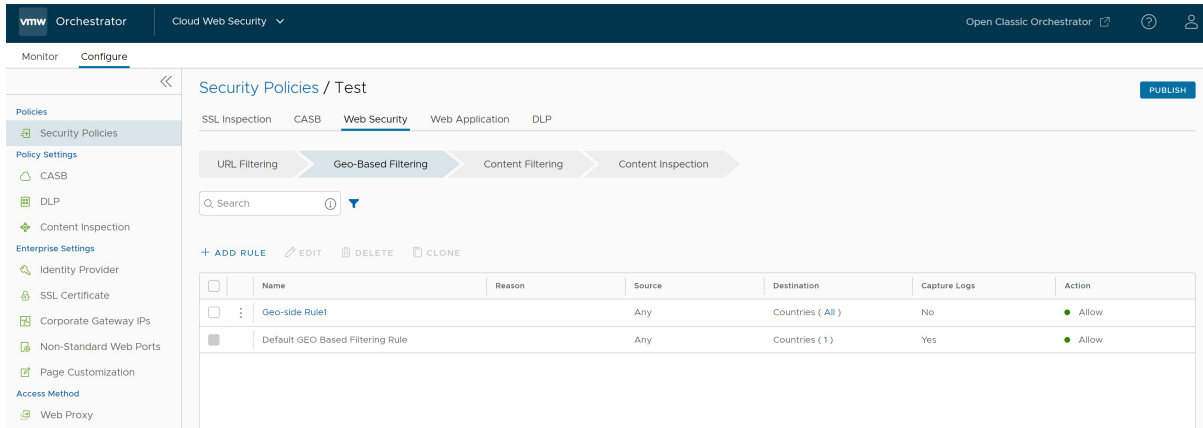 vmw Orchestrator Cloud Web Security Open Classic Orchestrator
Monitor Configure
Security Policies / Test PUBLISH
Policies
Security Policies
Policy Settings
CASB
DLP
Content Inspection
Enterprise Settings
Identity Provider
SSL Certificate
Corporate Gateway IPs
Non-Standard Web Ports
Page Customization
Access Method
Web Proxy
SSL Inspection CASB Web Security Web Application DLP
URL Filtering Geo-Based Filtering Content Filtering Content Inspection
Search
+ ADD RULE EDIT DELETE CLONE
Name Reason Source Destination Capture Logs Action
Geo-side Rule1 Any Countries ( All ) No Allow
Default GEO Based Filtering Rule Any Countries ( 1 ) Yes Allow